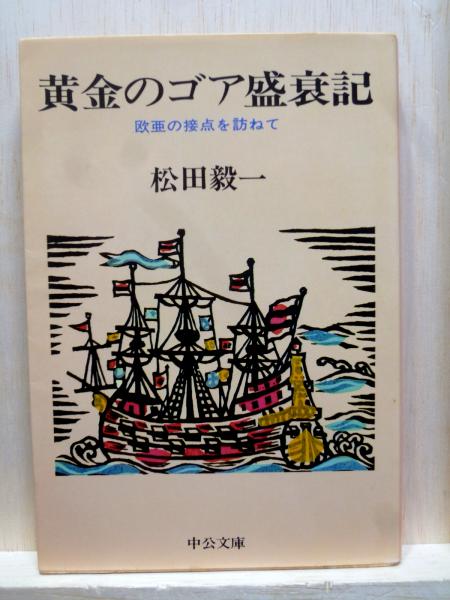 黄金のゴア盛衰記
欧亜の接点を訪ねて
松田毅一
中公文庫